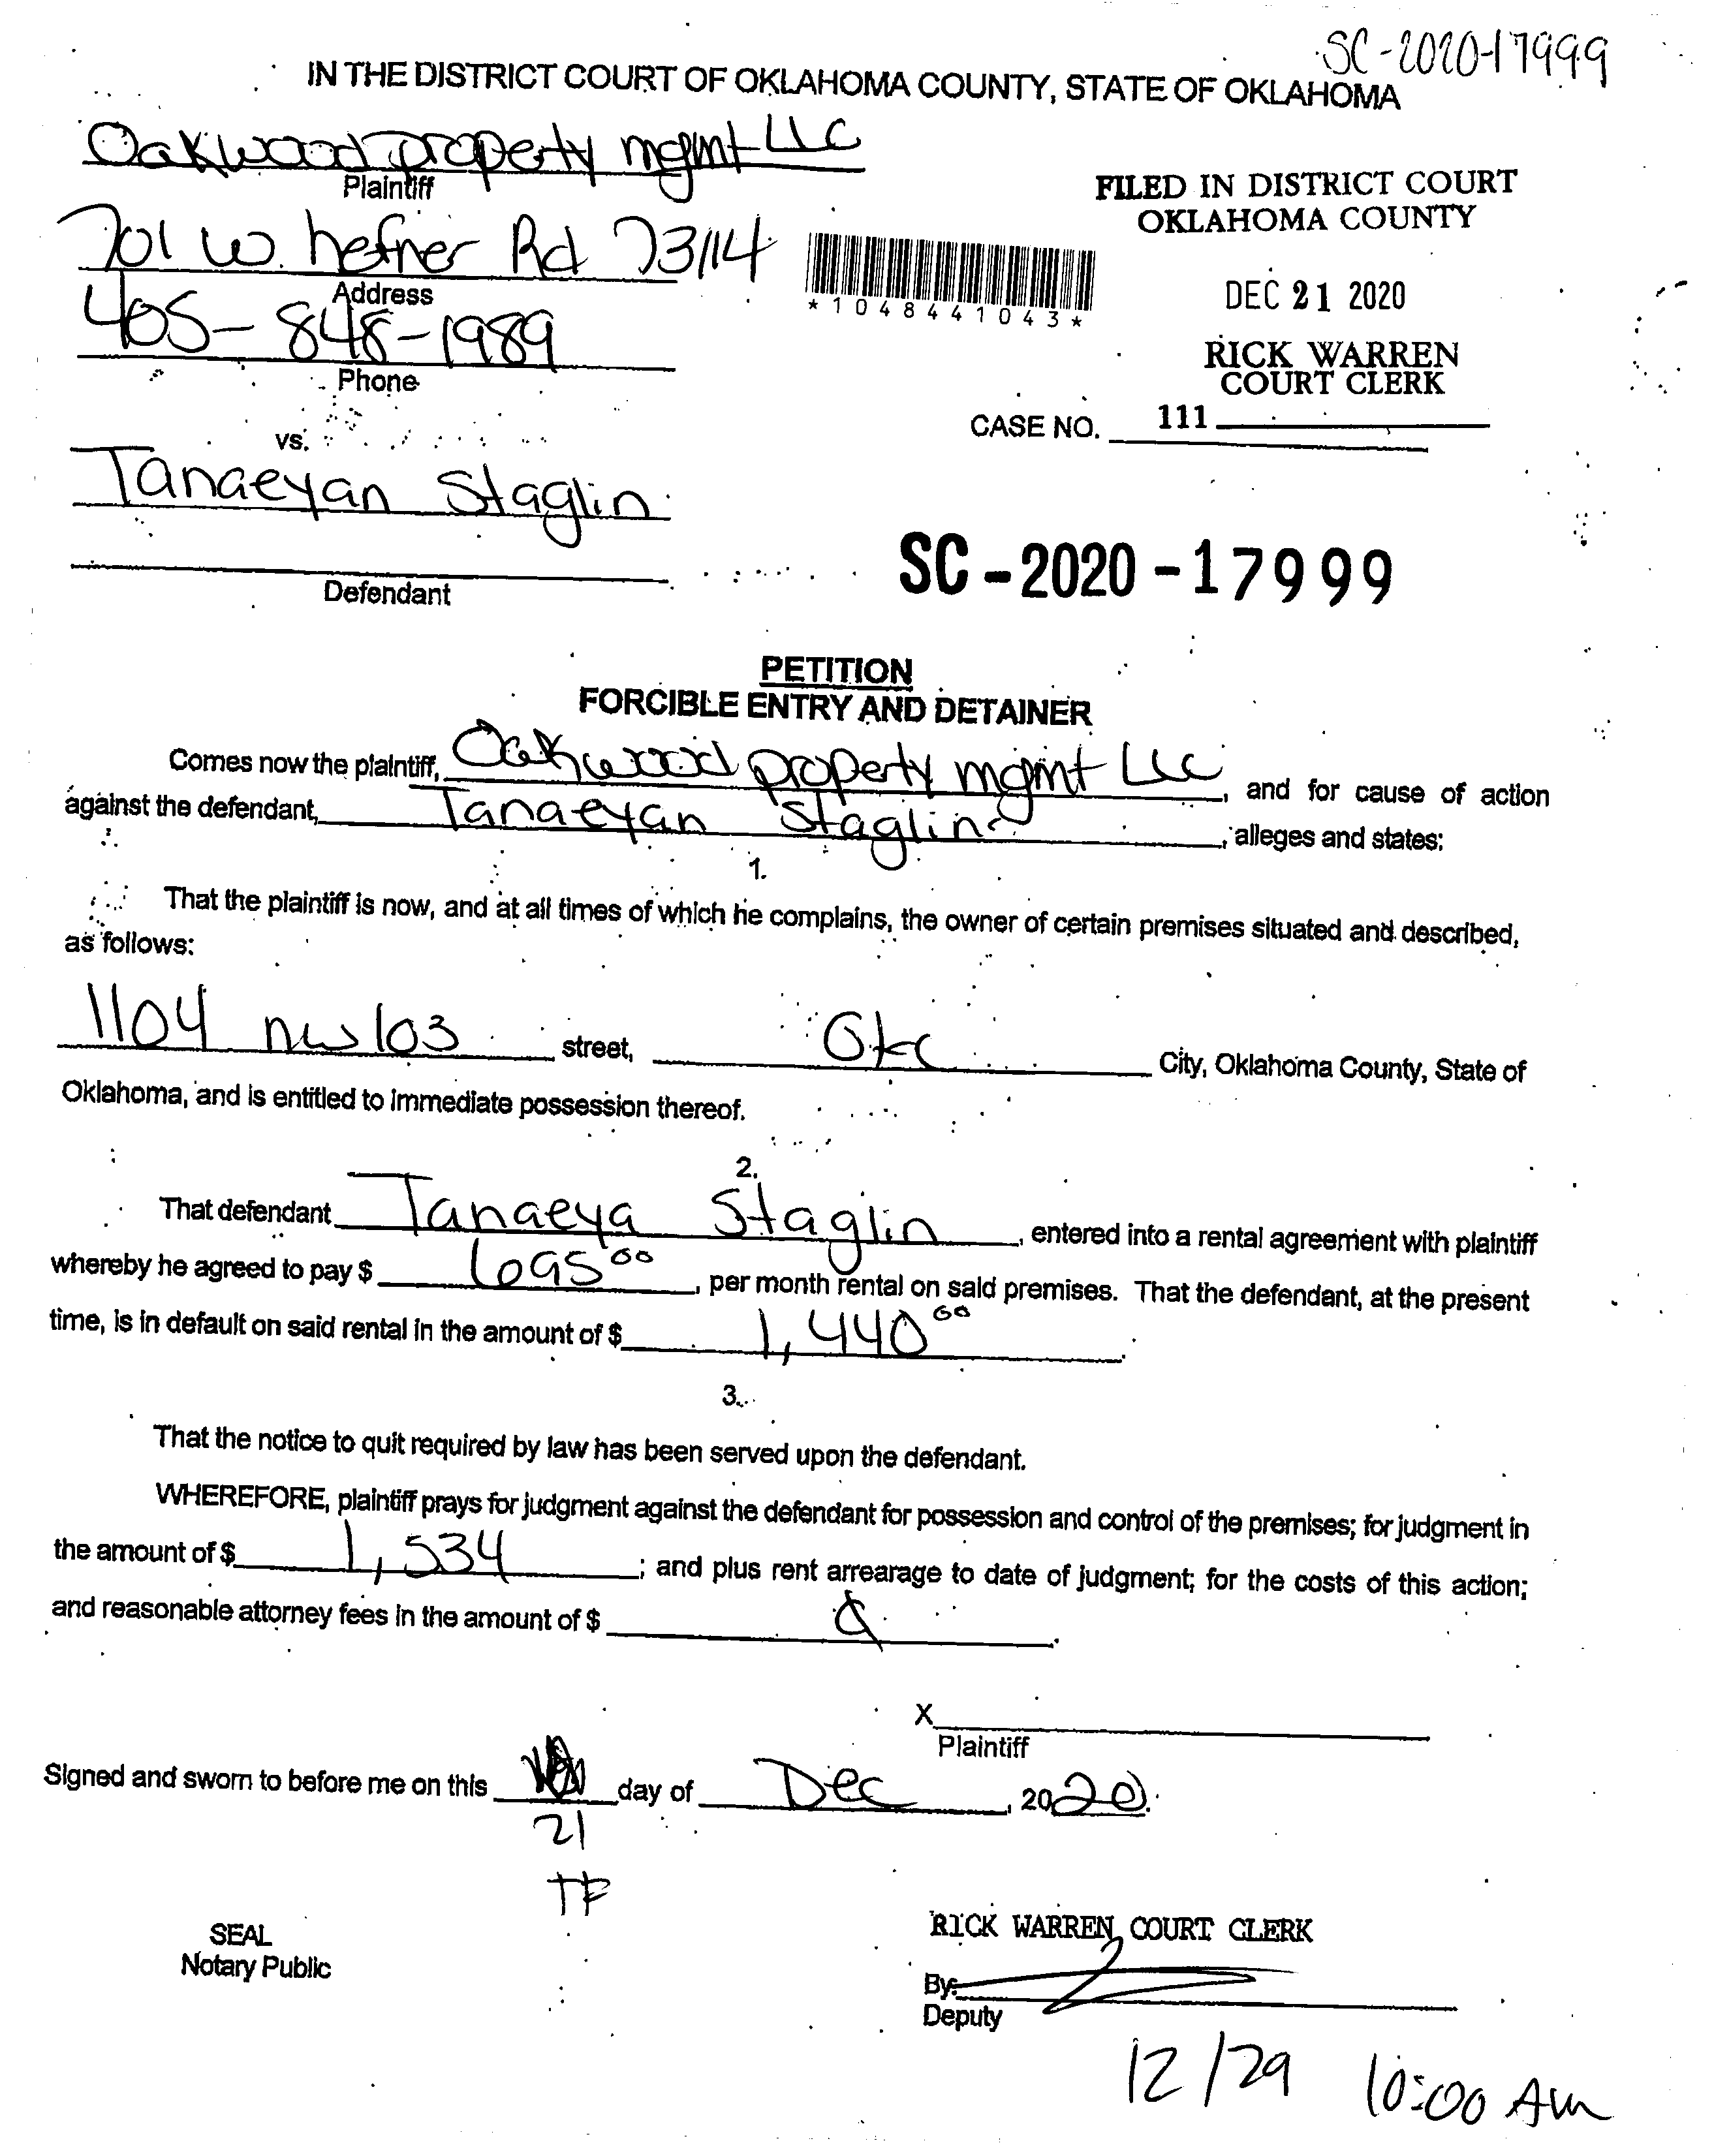 SC-2020-17999
IN THE DISTRICT COURT OF OKLAHOMA COUNTY, STATE OF OKLAHOMA
Oakwood property mgmt LLC
Plaintiff
FILED IN DISTRICT COURT
OKLAHOMA COUNTY
701 W. hefner Rd 73114
Address
*1048441043*
DEC 21 2020
405-848-1989
Phone
RICK WARREN
COURT CLERK
CASE NO. 111
vs.
Tanaeyan Staglin
Defendant
SC-2020-17999
PETITION
FORCIBLE ENTRY AND DETAINER
Comes now the plaintiff, Oakwood property mgmt LLC, and for cause of action
against the defendant, Tanaeyan Staglin, alleges and states:
1.
That the plaintiff is now, and at all times of which he complains, the owner of certain premises situated and described,
as follows:
1104 nw 103 street, Okc City, Oklahoma County, State of
Oklahoma, and is entitled to immediate possession thereof.
2.
That defendant Tanaeya Staglin, entered into a rental agreement with plaintiff
whereby he agreed to pay $ 695 00, per month rental on said premises. That the defendant, at the present
time, is in default on said rental in the amount of $ 1,440 00.
3.
That the notice to quit required by law has been served upon the defendant.
WHEREFORE, plaintiff prays for judgment against the defendant for possession and control of the premises; for judgment in
the amount of $ 1,534; and plus rent arrearage to date of judgment; for the costs of this action;
and reasonable attorney fees in the amount of $
X
Plaintiff
Signed and sworn to before me on this day of Dec, 2020.
21
TF
SEAL
Notary Public
RICK WARREN, COURT CLERK
By:
Deputy
12/29 10:00 Am